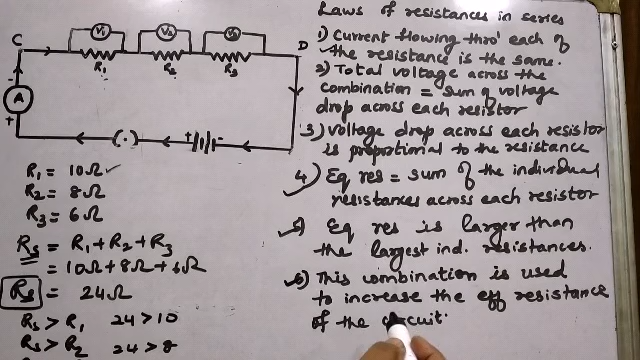 Laws of resistances in series
1) Current flowing thro' each of
the resistance is the same.
2) Total voltage across the
combination = sum of voltage
drop across each resistor
3) Voltage drop across each resistor
is proportional to the resistance
4) Eq res = sum of the individual
resistances across each resistor
5) Eq res is larger than
the largest ind. resistances.
6) This combination is used
to increase the eff resistance
of the circuit.
C V1 V2 V3 D
R1 R2 R3
-
A
+
+ -
R1 = 10Ω
R2 = 8Ω
R3 = 6Ω
Rs = R1 + R2 + R3
= 10Ω + 8Ω + 6Ω
Rs = 24Ω
Rs > R1 24 > 10
Rs > R2 24 > 8